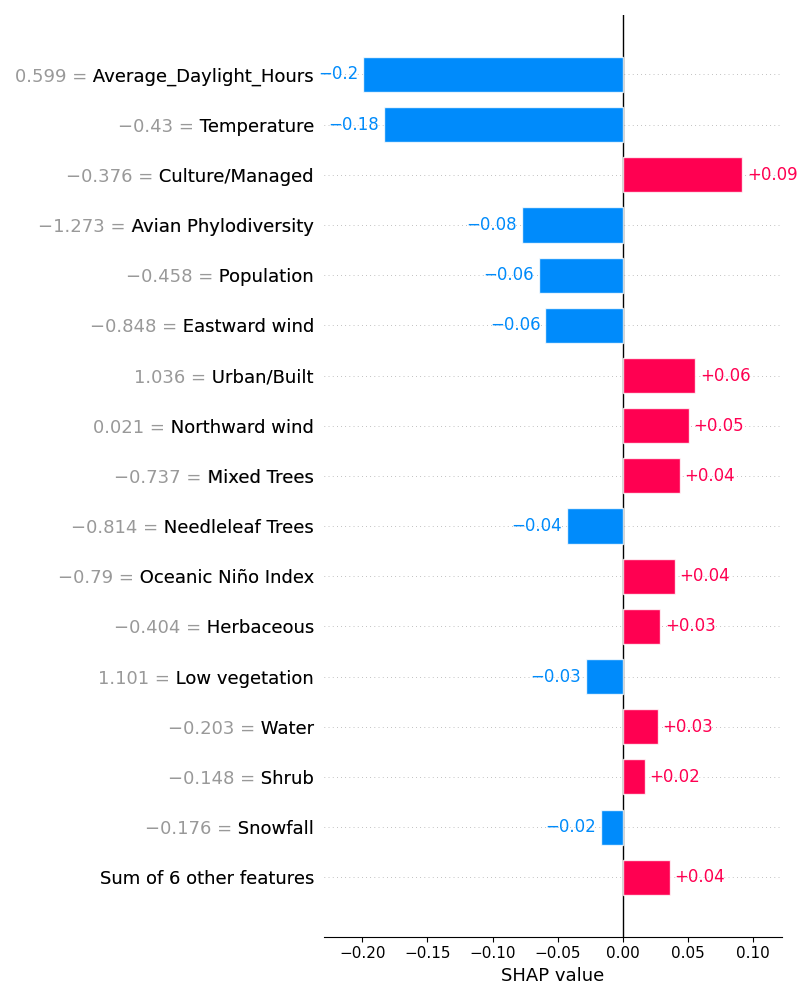 0.599 = Average_Daylight_Hours −0.2
−0.43 = Temperature −0.18
−0.376 = Culture/Managed +0.09
−1.273 = Avian Phylodiversity −0.08
−0.458 = Population −0.06
−0.848 = Eastward wind −0.06
1.036 = Urban/Built +0.06
0.021 = Northward wind +0.05
−0.737 = Mixed Trees +0.04
−0.814 = Needleleaf Trees −0.04
−0.79 = Oceanic Niño Index +0.04
−0.404 = Herbaceous +0.03
1.101 = Low vegetation −0.03
−0.203 = Water +0.03
−0.148 = Shrub +0.02
−0.176 = Snowfall −0.02
Sum of 6 other features +0.04
−0.20 −0.15 −0.10 −0.05 0.00 0.05 0.10
SHAP value